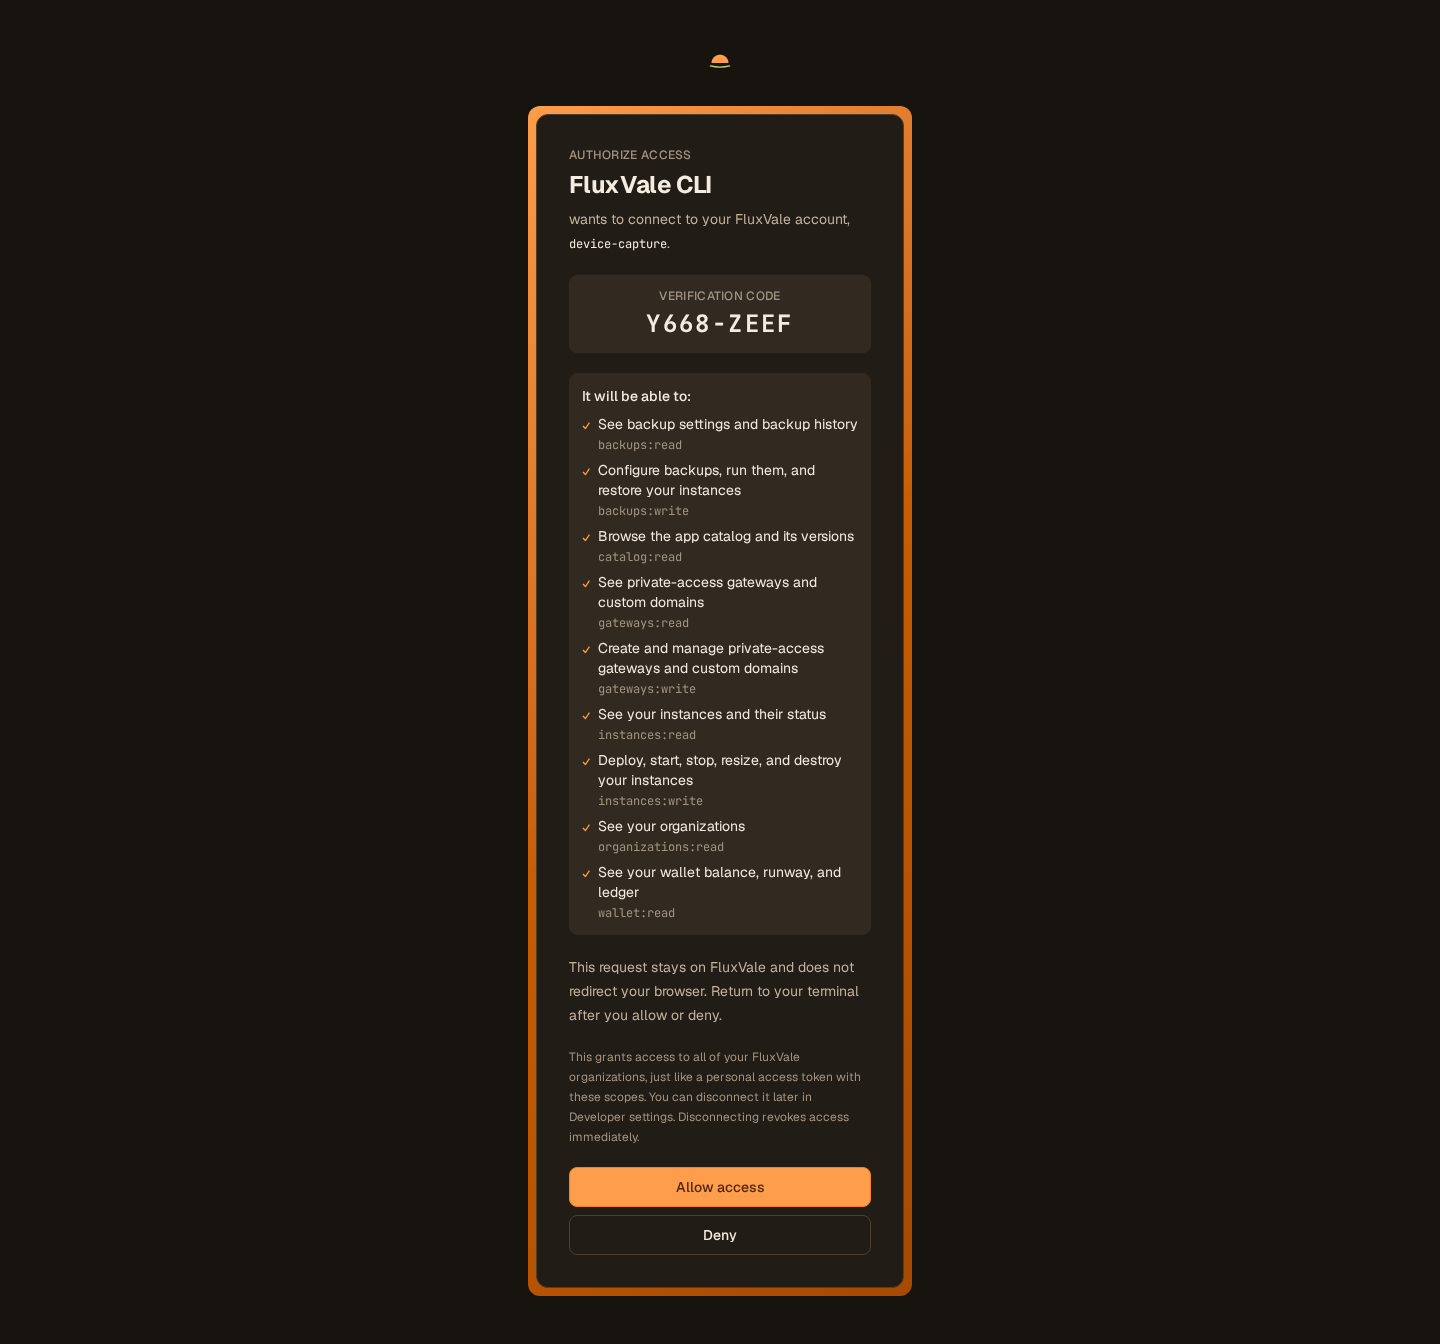 AUTHORIZE ACCESS
FluxVale CLI
wants to connect to your FluxVale account,
device-capture.
VERIFICATION CODE
Y668-ZEEF
It will be able to:
See backup settings and backup history
backups:read
Configure backups, run them, and
restore your instances
backups:write
Browse the app catalog and its versions
catalog:read
See private-access gateways and
custom domains
gateways:read
Create and manage private-access
gateways and custom domains
gateways:write
See your instances and their status
instances:read
Deploy, start, stop, resize, and destroy
your instances
instances:write
See your organizations
organizations:read
See your wallet balance, runway, and
ledger
wallet:read
This request stays on FluxVale and does not
redirect your browser. Return to your terminal
after you allow or deny.
This grants access to all of your FluxVale
organizations, just like a personal access token with
these scopes. You can disconnect it later in
Developer settings. Disconnecting revokes access
immediately.
Allow access
Deny